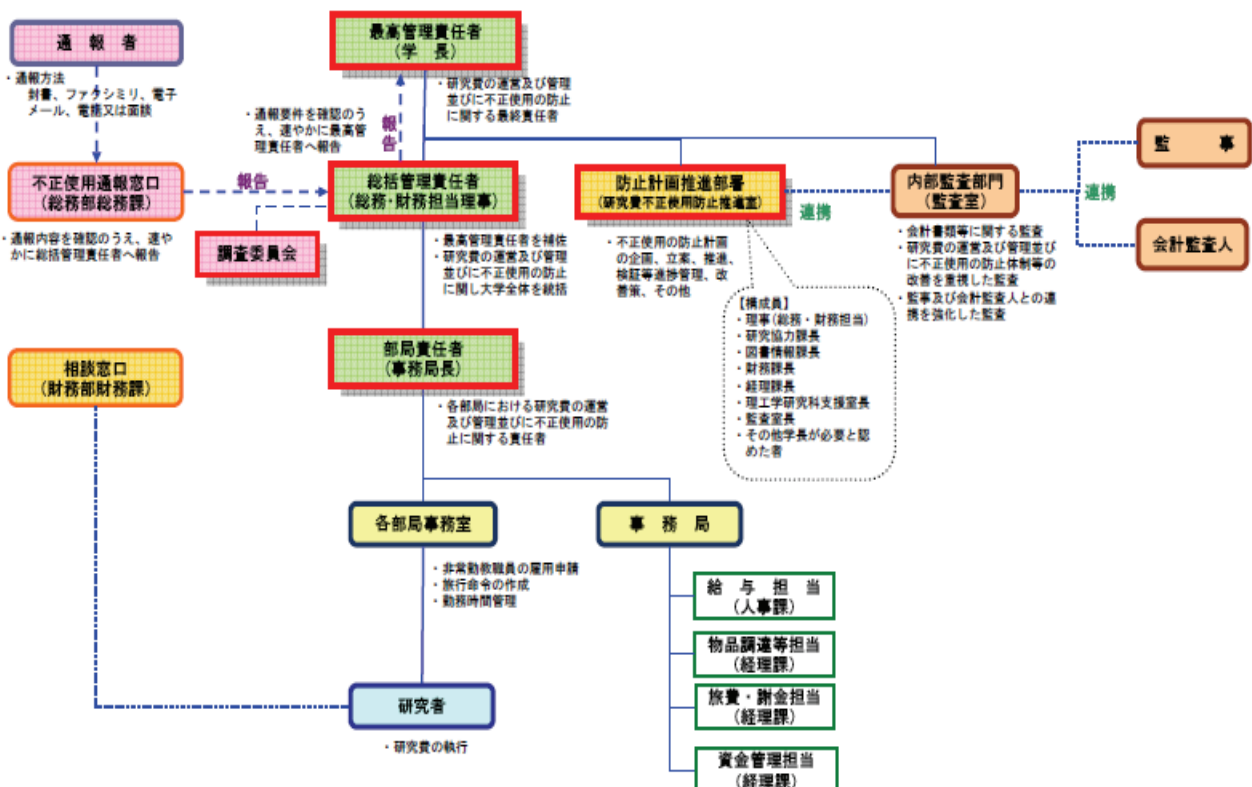 通 報 者
・通報方法
封書、ファクシミリ、電子
メール、電話又は面談
最高管理責任者
(学 長)
・研究費の運営及び管理
並びに不正使用の防止
に関する最終責任者
・通報要件を確認のう
え、速やかに最高管
理責任者へ報告
報告
不正使用通報窓口
(総務部総務課)
・通報内容を確認のうえ、速や
かに総括管理責任者へ報告
報告
総括管理責任者
(総務・財務担当理事)
・最高管理責任者を補佐
・研究費の運営及び管理
並びに不正使用の防止
に関し大学全体を統括
調査委員会
防止計画推進部署
(研究費不正使用防止推進室)
・不正使用の防止計画
の企画、立案、推進、
検証等進捗管理、改
善策、その他
連携
内部監査部門
(監査室)
・会計書類等に関する監査
・研究費の運営及び管理並び
に不正使用の防止体制等の
改善を重視した監査
・監事及び会計監査人との連
携を強化した監査
連携
監 事
会計監査人
【構成員】
・理事(総務・財務担当)
・研究協力課長
・図書情報課長
・財務課長
・経理課長
・理工学研究科支援室長
・監査室長
・その他学長が必要と認
めた者
相談窓口
(財務部財務課)
部局責任者
(事務局長)
・各部局における研究費の運営
及び管理並びに不正使用の防
止に関する責任者
各部局事務室
・非常勤教職員の雇用申請
・旅行命令の作成
・勤務時間管理
事 務 局
給 与 担 当
(人事課)
物品調達等担当
(経理課)
旅費・謝金担当
(経理課)
資金管理担当
(経理課)
研究者
・研究費の執行